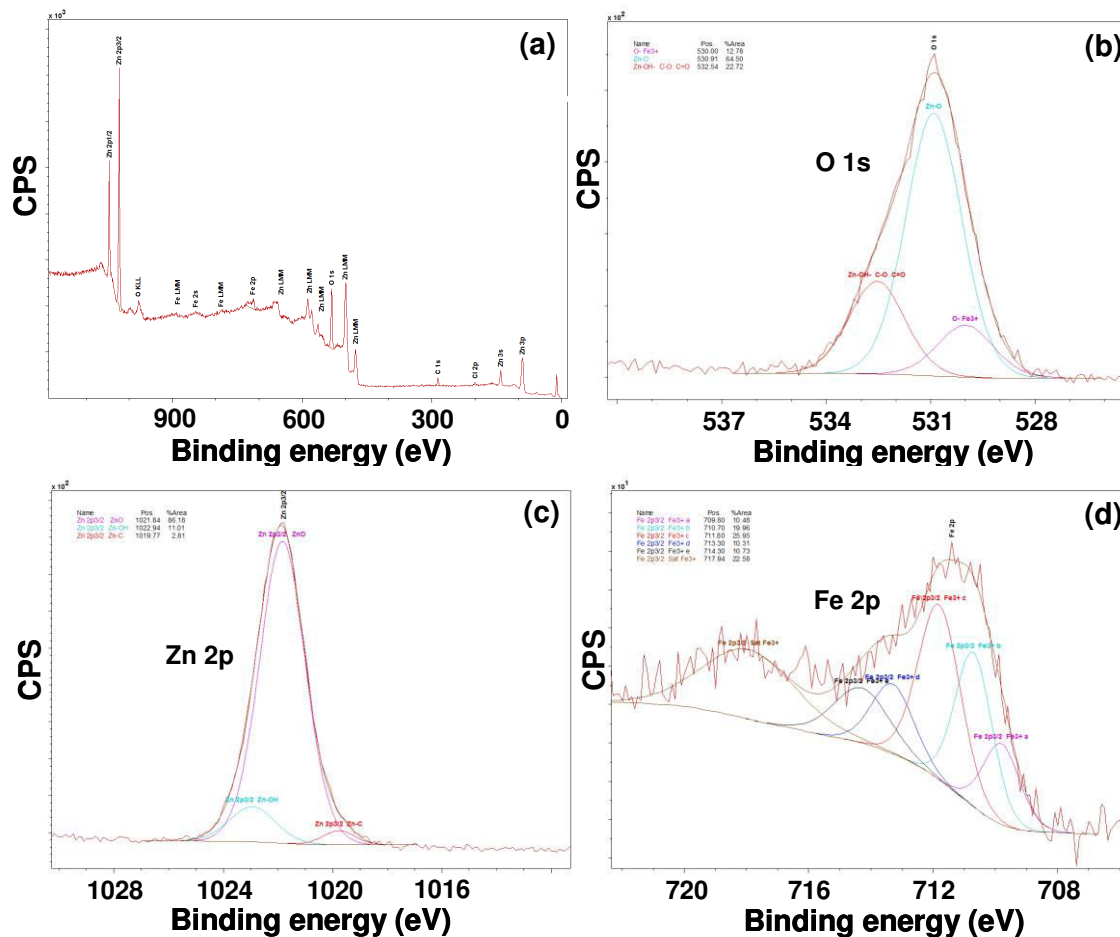 x 10³
(a)
CPS
Zn 2p1/2
Zn 2p3/2
O KLL
Fe LMM
Fe 2s
Fe LMM
Fe 2p
Zn LMM
Zn LMM
Zn LMM
O 1s
Zn LMM
Zn LMM
C 1s
Cl 2p
Zn 3s
Zn 3p
900 600 300 0
Binding energy (eV)
x 10²
(b)
Name Pos. %Area
O- Fe3+ 530.00 12.78
Zn-O 530.91 64.50
Zn-OH- C-O C=O 532.54 22.72
O 1s
Zn-O
O 1s
Zn-OH- C-O C=O
O- Fe3+
CPS
537 534 531 528
Binding energy (eV)
x 10²
(c)
Name Pos. %Area
Zn 2p3/2 ZnO 1021.84 86.18
Zn 2p3/2 Zn-OH 1022.94 11.01
Zn 2p3/2 Zn-C 1019.77 2.81
Zn 2p3/2
Zn 2p3/2 ZnO
Zn 2p
Zn 2p3/2 Zn-OH
Zn 2p3/2 Zn-C
CPS
1028 1024 1020 1016
Binding energy (eV)
x 10¹
(d)
Name Pos. %Area
Fe 2p3/2 Fe3+ a 709.80 10.48
Fe 2p3/2 Fe3+ b 710.70 19.96
Fe 2p3/2 Fe3+ c 711.80 25.95
Fe 2p3/2 Fe3+ d 713.30 10.31
Fe 2p3/2 Fe3+ e 714.30 10.73
Fe 2p3/2 Sat Fe3+ 717.94 22.58
Fe 2p
Fe 2p
Fe 2p3/2 Fe3+ c
Fe 2p3/2 Sat Fe3+
Fe 2p3/2 Fe3+ b
Fe 2p3/2 Fe3+ d
Fe 2p3/2 Fe3+ e
Fe 2p3/2 Fe3+ a
CPS
720 716 712 708
Binding energy (eV)